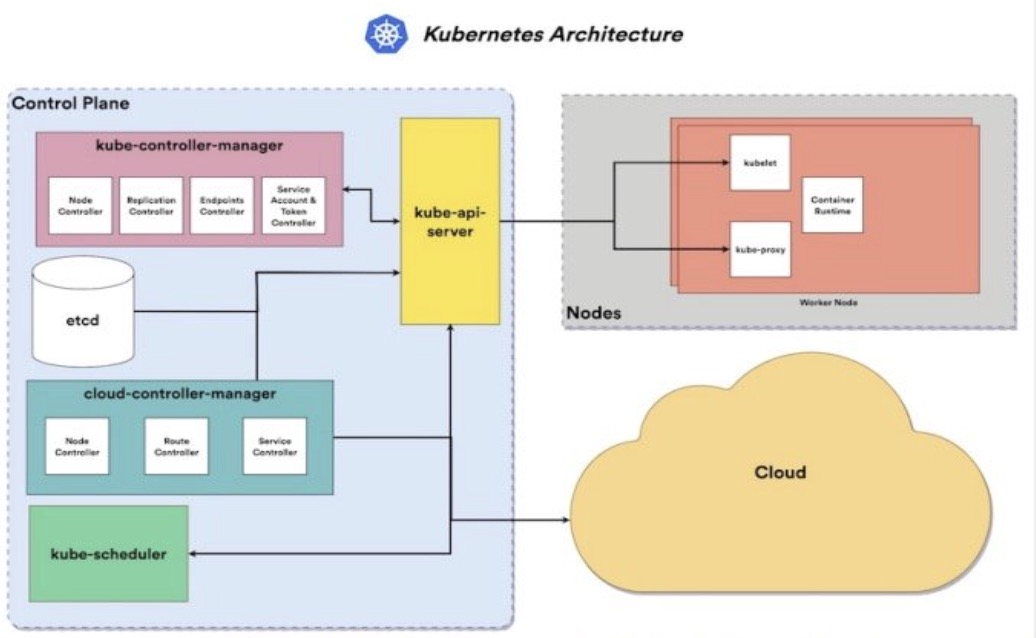 Kubernetes Architecture
Control Plane
kube-controller-manager
Node
Controller
Replication
Controller
Endpoints
Controller
Service
Account &
Token
Controller
kube-api-
server
etcd
cloud-controller-manager
Node
Controller
Route
Controller
Service
Controller
kube-scheduler
kubelet
Container
Runtime
kube-proxy
Worker Node
Nodes
Cloud